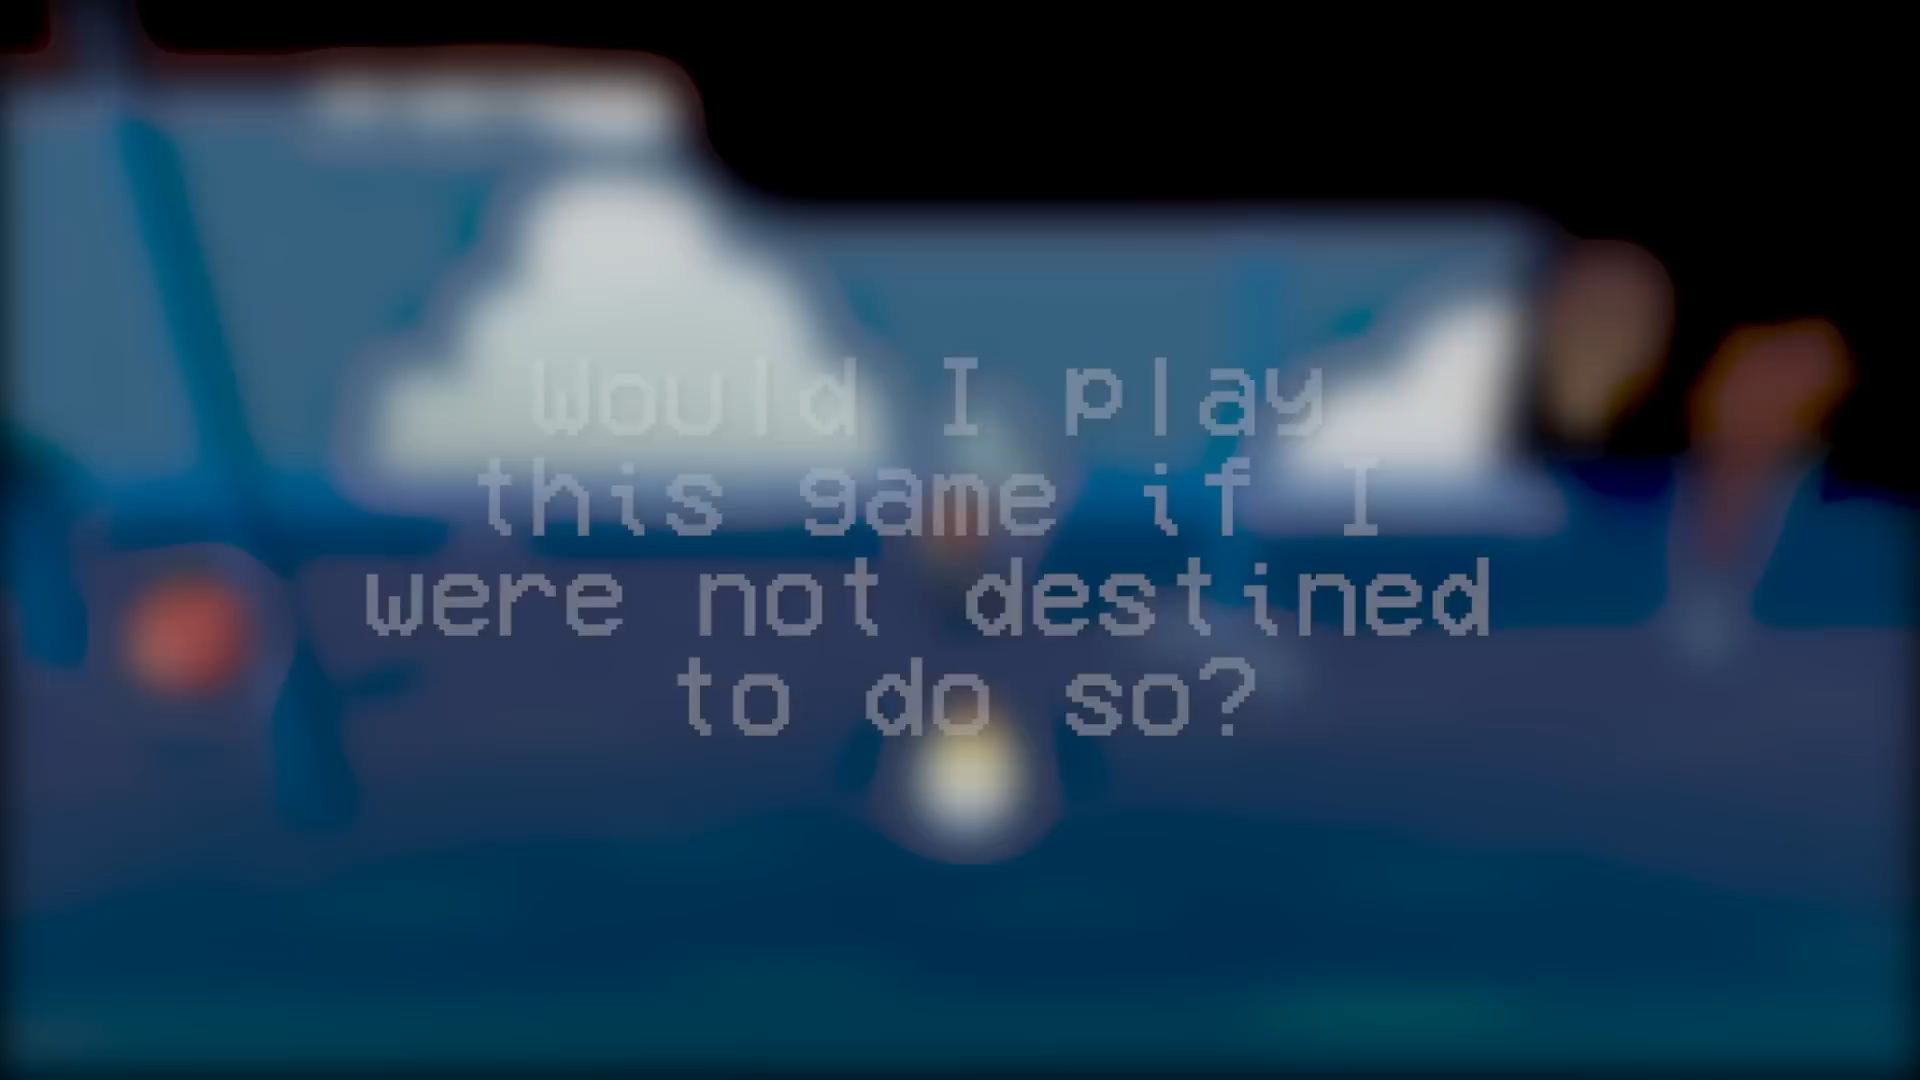 Would I play
this game if I
were not destined
to do so?